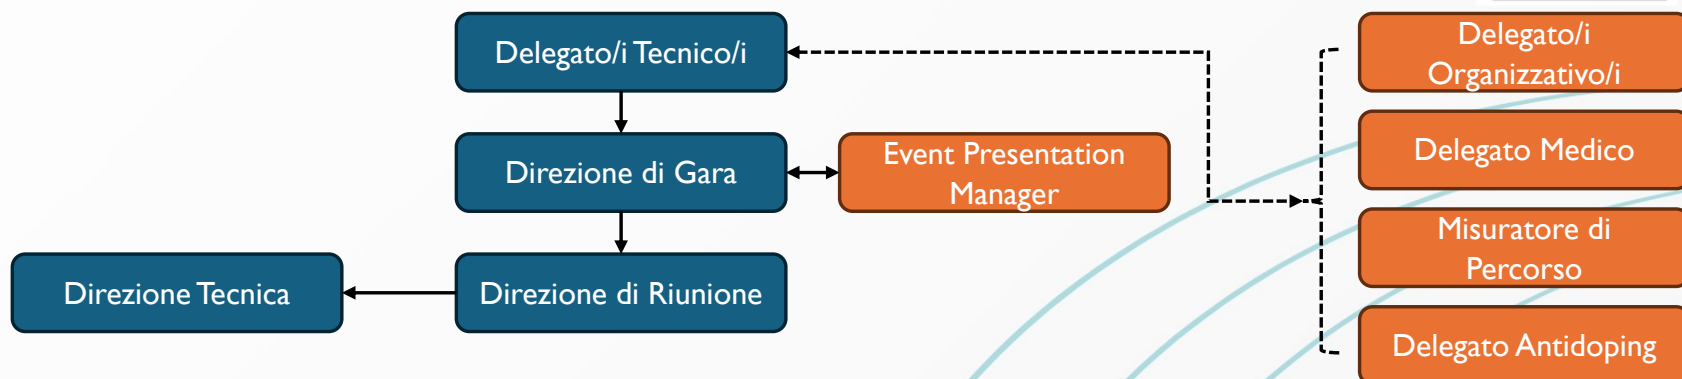 Delegato/i Tecnico/i
Delegato/i
Organizzativo/i
Direzione di Gara
Event Presentation
Manager
Delegato Medico
Misuratore di
Percorso
Direzione Tecnica
Direzione di Riunione
Delegato Antidoping